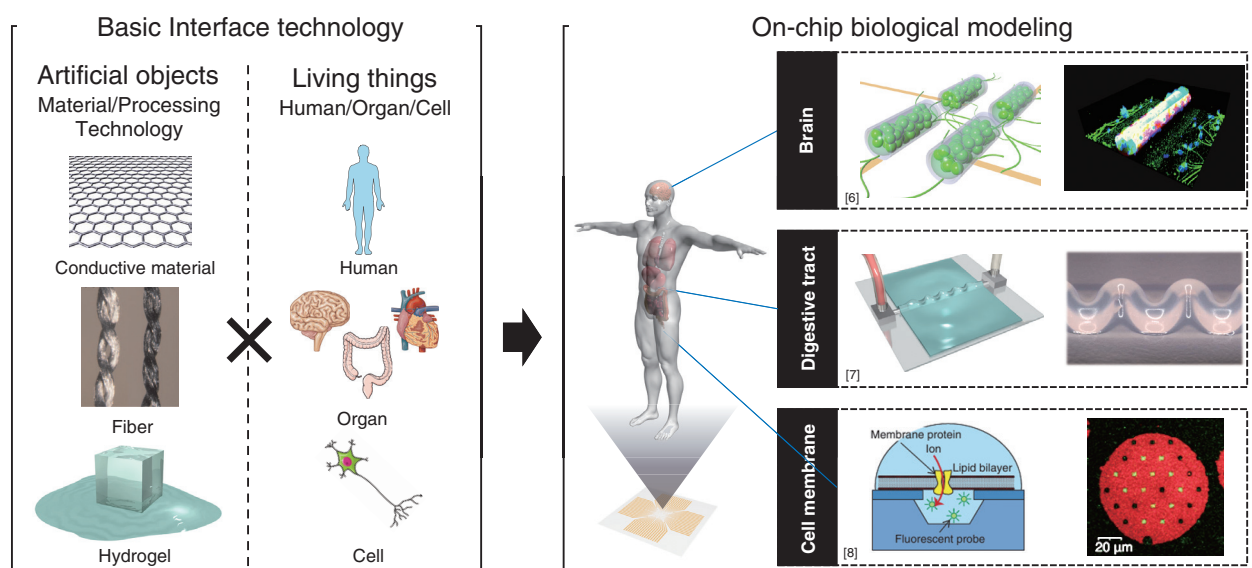 Basic Interface technology
Artificial objects
Material/Processing
Technology
Conductive material
Fiber
Hydrogel
Living things
Human/Organ/Cell
Human
Organ
Cell
On-chip biological modeling
Brain
[6]
Digestive tract
[7]
Cell membrane
Membrane protein
Ion
Lipid bilayer
Fluorescent probe
[8]
20 µm